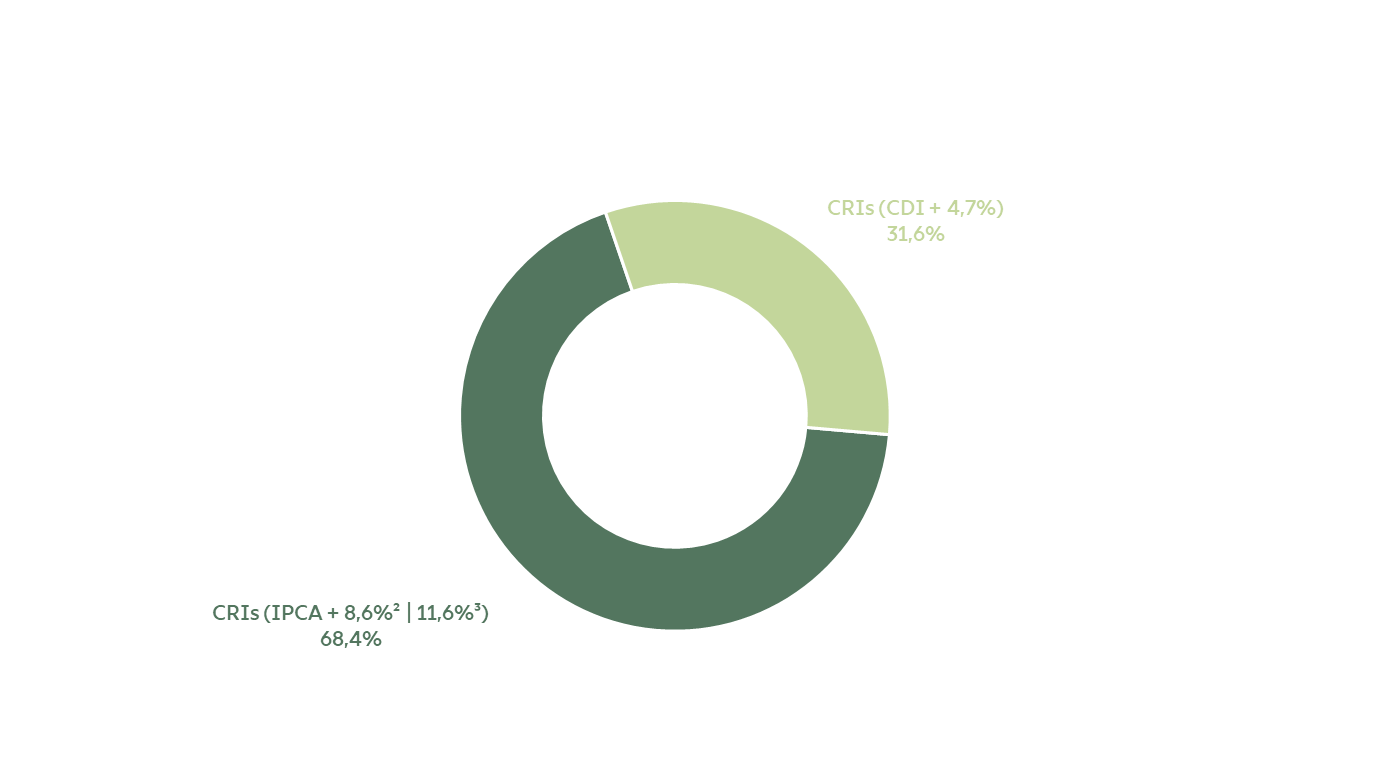 CRIs (CDI + 4,7%)
31,6%
CRIs (IPCA + 8,6%² | 11,6%³)
68,4%